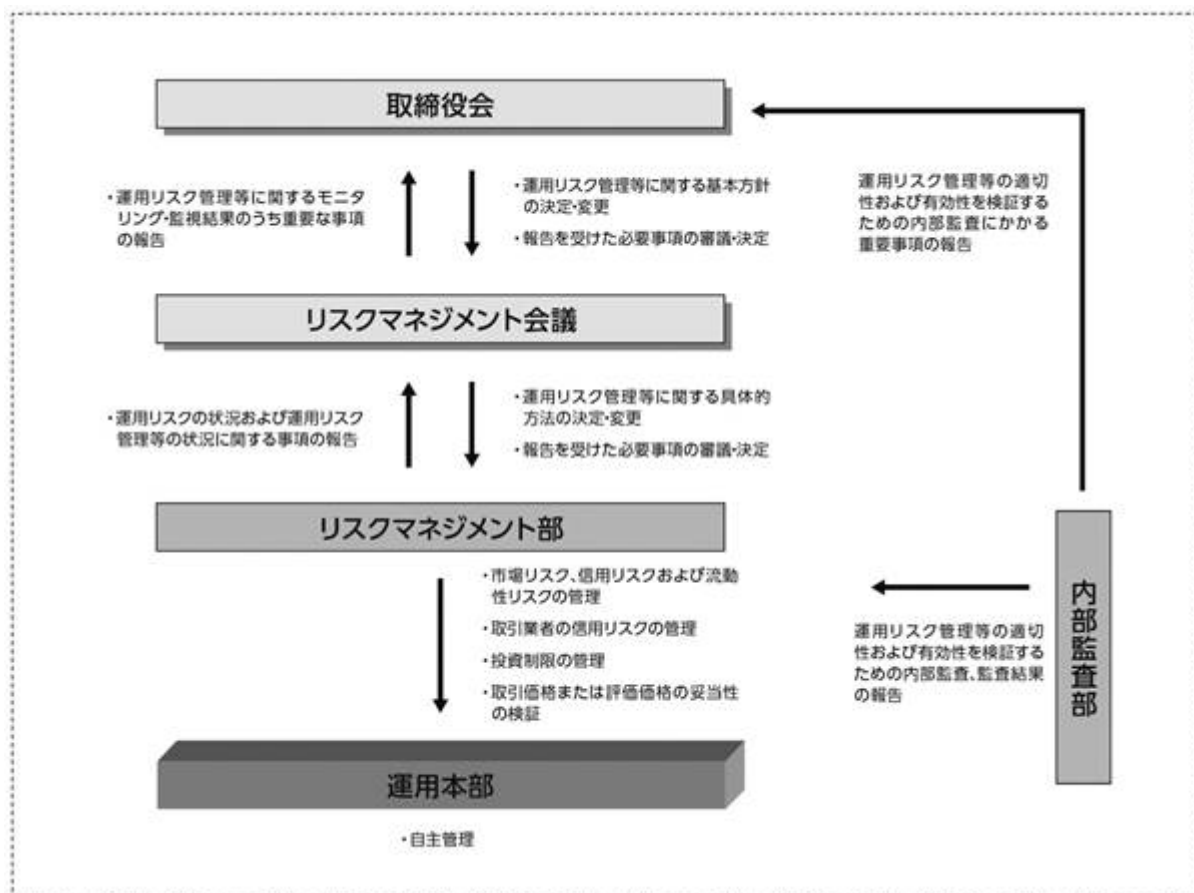 取締役会
・運用リスク管理等に関するモニタ
リング・監視結果のうち重要な事項
の報告
・運用リスク管理等に関する基本方針
の決定・変更
・報告を受けた必要事項の審議・決定
運用リスク管理等の適切
性および有効性を検証する
ための内部監査にかかる
重要事項の報告
リスクマネジメント会議
・運用リスクの状況および運用リスク
管理等の状況に関する事項の報告
・運用リスク管理等に関する具体的
方法の決定・変更
・報告を受けた必要事項の審議・決定
リスクマネジメント部
・市場リスク、信用リスクおよび流動
性リスクの管理
・取引業者の信用リスクの管理
・投資制限の管理
・取引価格または評価価格の妥当性
の検証
運用リスク管理等の適切
性および有効性を検証する
ための内部監査、監査結果
の報告
内部監査部
運用本部
・自主管理